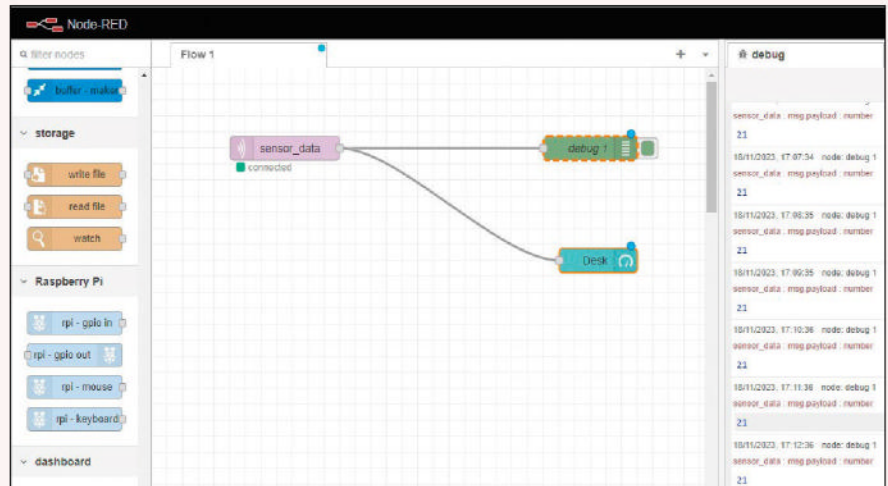 Node-RED
filter nodes
Flow 1
+
debug
buffer - maker
storage
write file
read file
watch
Raspberry Pi
rpi - gpio in
rpi - gpio out
rpi - mouse
rpi - keyboard
dashboard
sensor_data
connected
debug 1
Desk
sensor_data : msg.payload : number
21
18/11/2023, 17:07:34 node: debug 1
sensor_data : msg.payload : number
21
18/11/2023, 17:08:35 node: debug 1
sensor_data : msg.payload : number
21
18/11/2023, 17:09:35 node: debug 1
sensor_data : msg.payload : number
21
18/11/2023, 17:10:36 node: debug 1
sensor_data : msg.payload : number
21
18/11/2023, 17:11:36 node: debug 1
sensor_data : msg.payload : number
21
18/11/2023, 17:12:36 node: debug 1
sensor_data : msg.payload : number
21